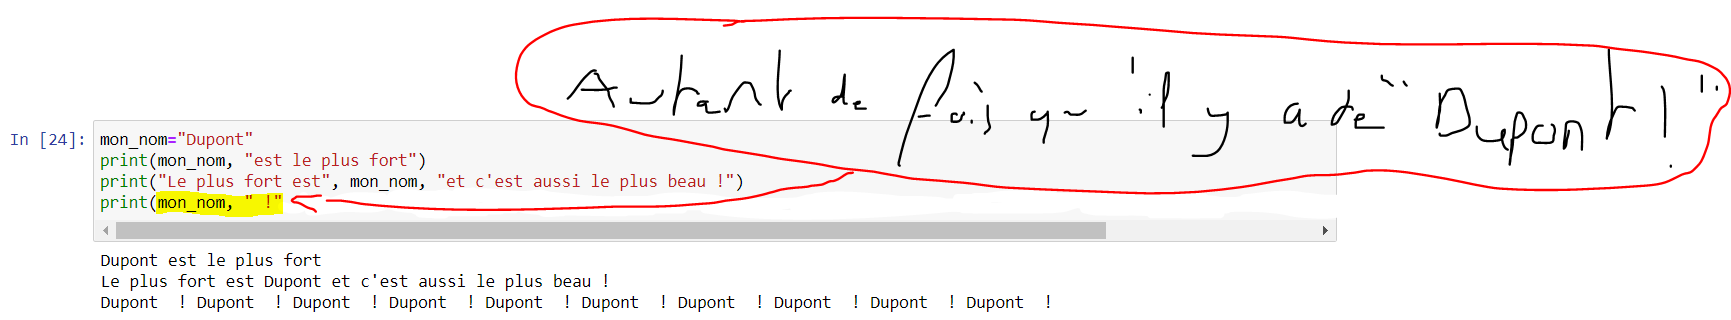 Autant de fois qu'il y a de "Dupont !"
In [24]: mon_nom="Dupont"
print(mon_nom, "est le plus fort")
print("Le plus fort est", mon_nom, "et c'est aussi le plus beau !")
print(mon_nom, " !"
Dupont est le plus fort
Le plus fort est Dupont et c'est aussi le plus beau !
Dupont  ! Dupont  ! Dupont  ! Dupont  ! Dupont  ! Dupont  ! Dupont  ! Dupont  ! Dupont  ! Dupont  !